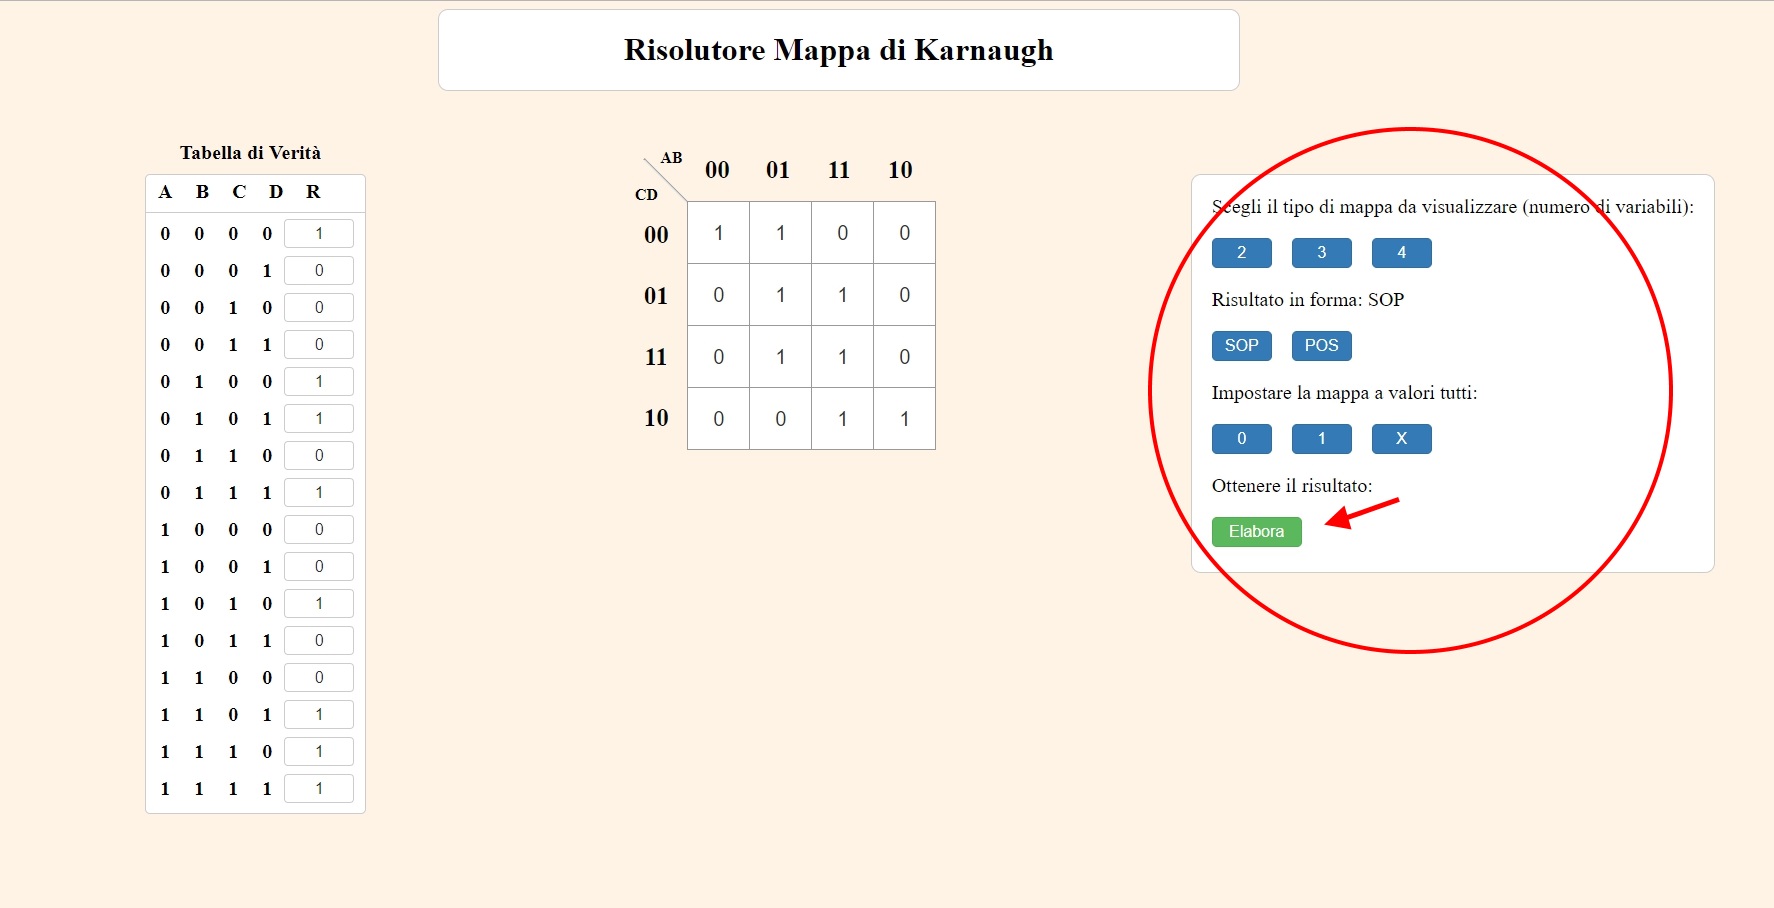 Risolutore Mappa di Karnaugh
Tabella di Verità
A B C D R
0 0 0 0 1
0 0 0 1 0
0 0 1 0 0
0 0 1 1 0
0 1 0 0 1
0 1 0 1 1
0 1 1 0 0
0 1 1 1 1
1 0 0 0 0
1 0 0 1 0
1 0 1 0 1
1 0 1 1 0
1 1 0 0 0
1 1 0 1 1
1 1 1 0 1
1 1 1 1 1
AB
CD
00 01 11 10
00 1 1 0 0
01 0 1 1 0
11 0 1 1 0
10 0 0 1 1
Scegli il tipo di mappa da visualizzare (numero di variabili):
2 3 4
Risultato in forma: SOP
SOP POS
Impostare la mappa a valori tutti:
0 1 X
Ottenere il risultato:
Elabora